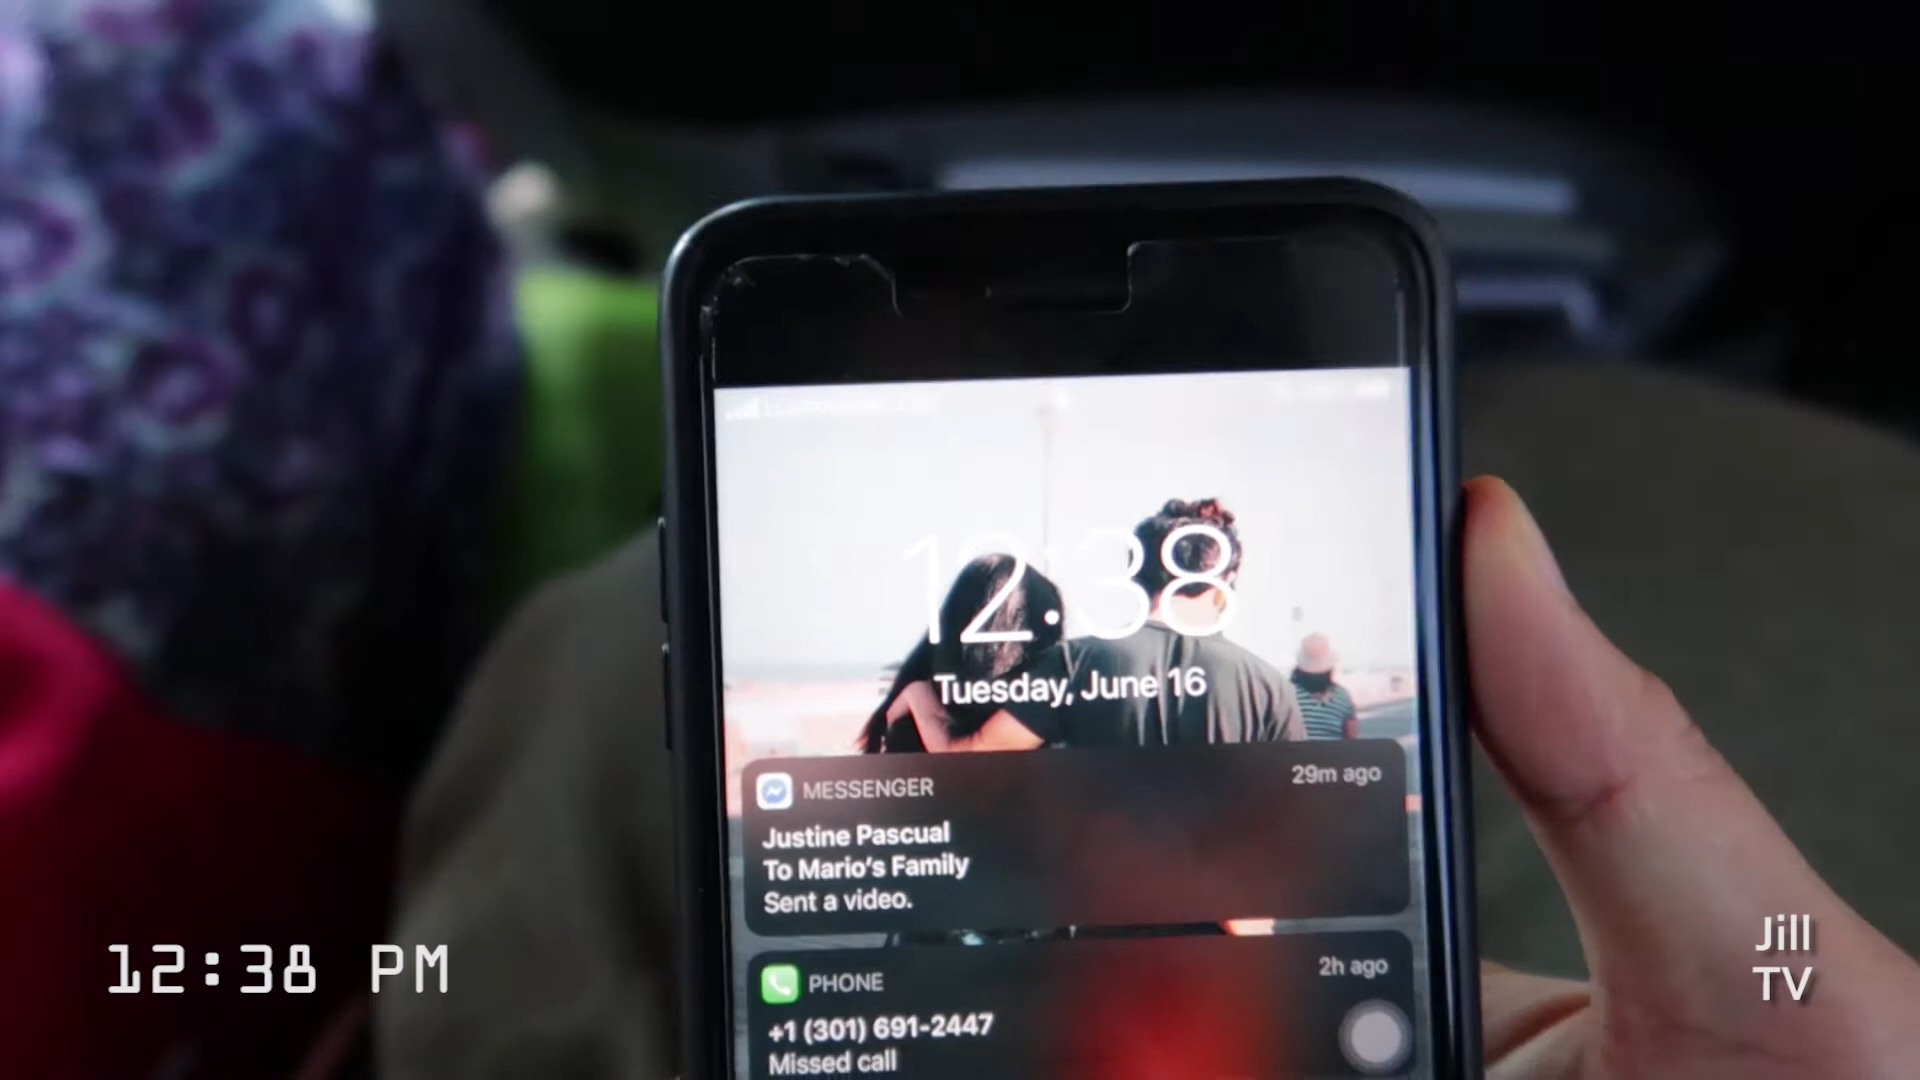 12:38
Tuesday, June 16
MESSENGER
29m ago
Justine Pascual
To Mario's Family
Sent a video.
PHONE
2h ago
+1 (301) 691-2447
Missed call
12:38 PM
Jill
TV